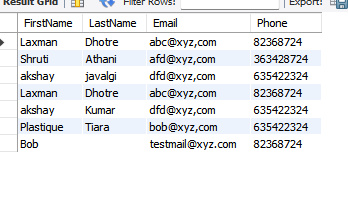 Result Grid Filter Rows: Export:
FirstName LastName Email Phone
Laxman Dhotre abc@xyz,com 82368724
Shruti Athani afd@xyz,com 363428724
akshay javalgi dfd@xyz,com 635422324
Laxman Dhotre abc@xyz,com 82368724
akshay Kumar dfd@xyz,com 635422324
Plastique Tiara bob@xyz,com 635422324
Bob testmail@xyz.com 82368724